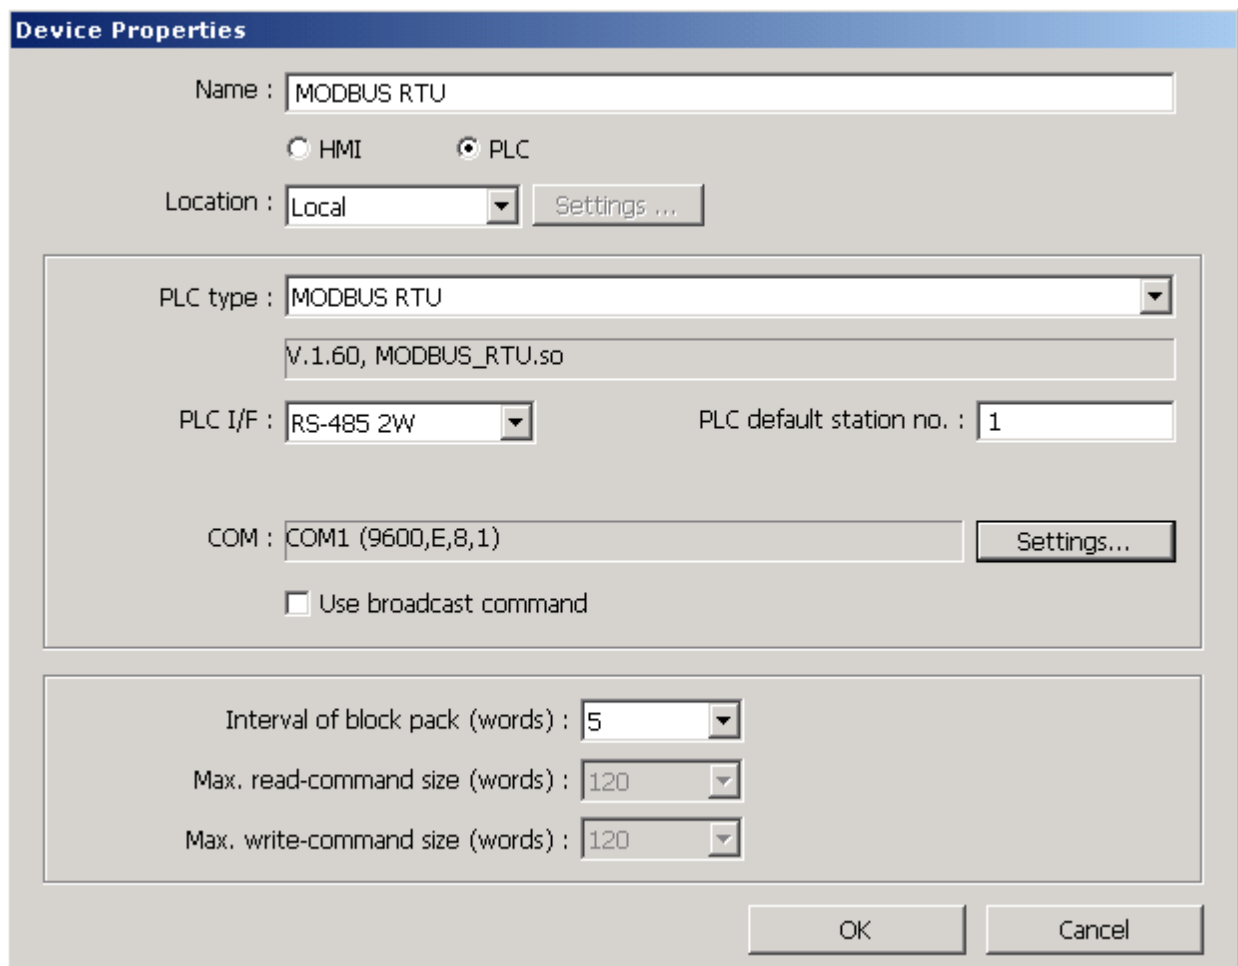 Device Properties
Name : MODBUS RTU
HMI PLC
Location : Local Settings ...
PLC type : MODBUS RTU
V.1.60, MODBUS_RTU.so
PLC I/F : RS-485 2W PLC default station no. : 1
COM : COM1 (9600,E,8,1) Settings...
Use broadcast command
Interval of block pack (words) : 5
Max. read-command size (words) : 120
Max. write-command size (words) : 120
OK Cancel